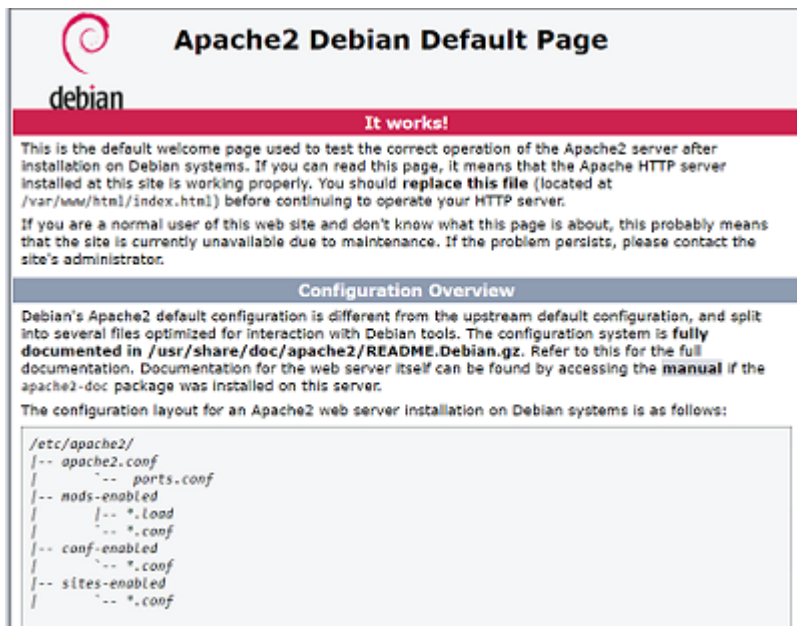 debian
Apache2 Debian Default Page
It works!
This is the default welcome page used to test the correct operation of the Apache2 server after
installation on Debian systems. If you can read this page, it means that the Apache HTTP server
installed at this site is working properly. You should replace this file (located at
/var/www/html/index.html) before continuing to operate your HTTP server.
If you are a normal user of this web site and don't know what this page is about, this probably means
that the site is currently unavailable due to maintenance. If the problem persists, please contact the
site's administrator.
Configuration Overview
Debian's Apache2 default configuration is different from the upstream default configuration, and split
into several files optimized for interaction with Debian tools. The configuration system is fully
documented in /usr/share/doc/apache2/README.Debian.gz. Refer to this for the full
documentation. Documentation for the web server itself can be found by accessing the manual if the
apache2-doc package was installed on this server.
The configuration layout for an Apache2 web server installation on Debian systems is as follows:
/etc/apache2/
|-- apache2.conf
|       `--  ports.conf
|-- mods-enabled
|       |-- *.load
|       `-- *.conf
|-- conf-enabled
|       `-- *.conf
|-- sites-enabled
|       `-- *.conf